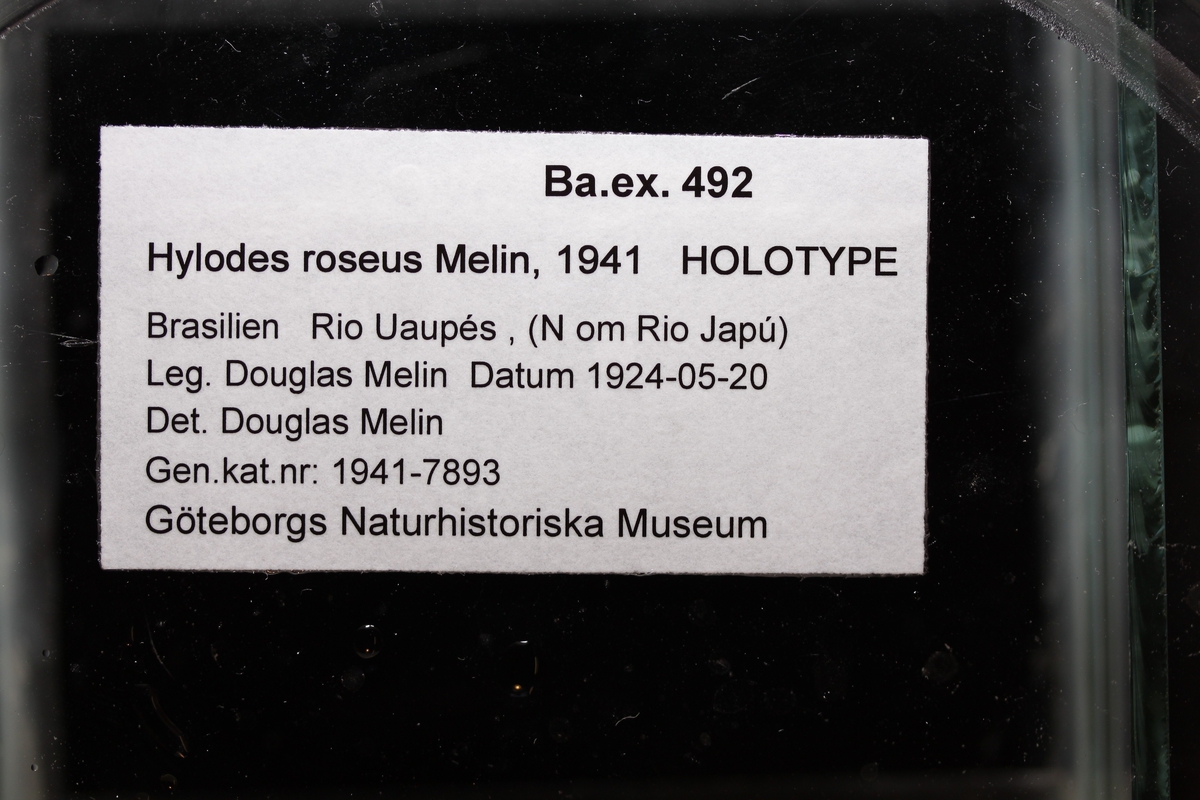 Ba.ex. 492
Hylodes roseus Melin, 1941 HOLOTYPE
Brasilien Rio Uaupés , (N om Rio Japú)
Leg. Douglas Melin Datum 1924-05-20
Det. Douglas Melin
Gen.kat.nr: 1941-7893
Göteborgs Naturhistoriska Museum